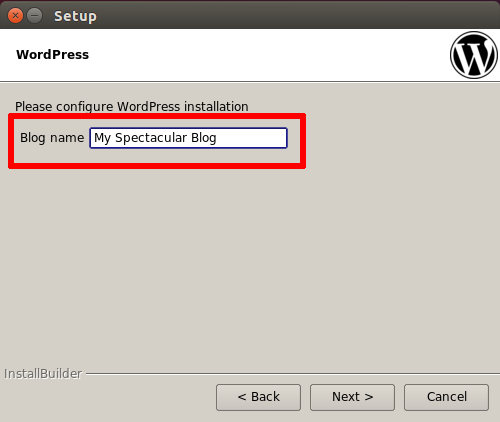 Setup
WordPress
Please configure WordPress installation
Blog name My Spectacular Blog
InstallBuilder
< Back Next > Cancel